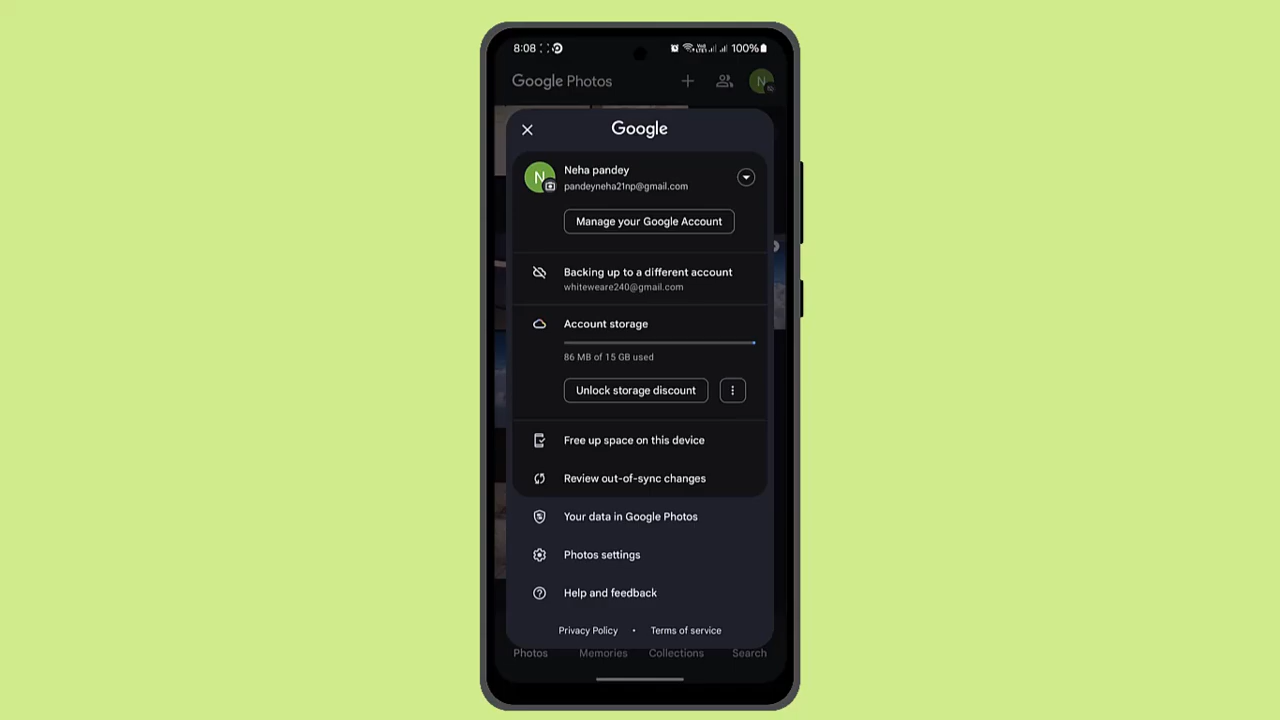 8:08
100%
Google Photos
N
Google
N
Neha pandey
pandeyneha21np@gmail.com
Manage your Google Account
Backing up to a different account
whiteweare240@gmail.com
Account storage
86 MB of 15 GB used
Unlock storage discount
Free up space on this device
Review out-of-sync changes
Your data in Google Photos
Photos settings
Help and feedback
Privacy Policy • Terms of service
Photos Memories Collections Search